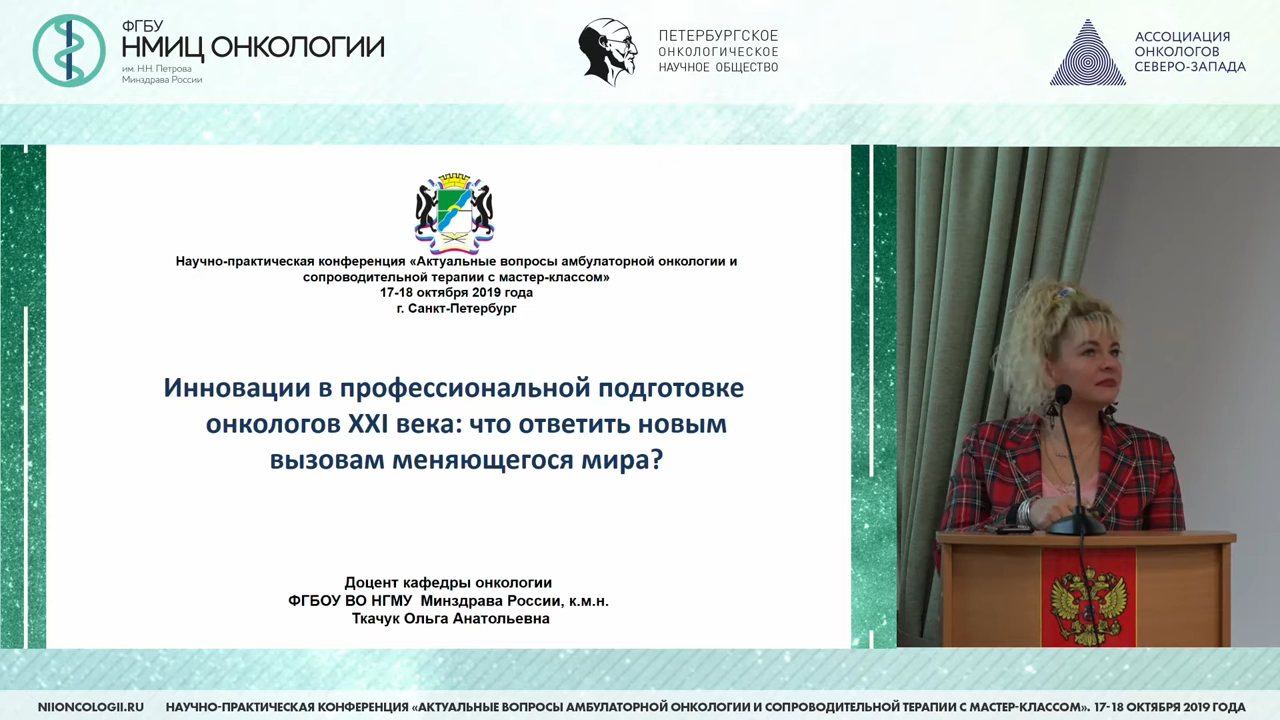 ФГБУ
НМИЦ ОНКОЛОГИИ
им. Н.Н. Петрова
Минздрава России
ПЕТЕРБУРГСКОЕ
ОНКОЛОГИЧЕСКОЕ
НАУЧНОЕ ОБЩЕСТВО
АССОЦИАЦИЯ
ОНКОЛОГОВ
СЕВЕРО-ЗАПАДА
Научно-практическая конференция «Актуальные вопросы амбулаторной онкологии и
сопроводительной терапии с мастер-классом»
17-18 октября 2019 года
г. Санкт-Петербург
Инновации в профессиональной подготовке
онкологов XXI века: что ответить новым
вызовам меняющегося мира?
Доцент кафедры онкологии
ФГБОУ ВО НГМУ Минздрава России, к.м.н.
Ткачук Ольга Анатольевна
NIIONCOLOGII.RU НАУЧНО-ПРАКТИЧЕСКАЯ КОНФЕРЕНЦИЯ «АКТУАЛЬНЫЕ ВОПРОСЫ АМБУЛАТОРНОЙ ОНКОЛОГИИ И СОПРОВОДИТЕЛЬНОЙ ТЕРАПИИ С МАСТЕР-КЛАССОМ». 17-18 ОКТЯБРЯ 2019 ГОДА